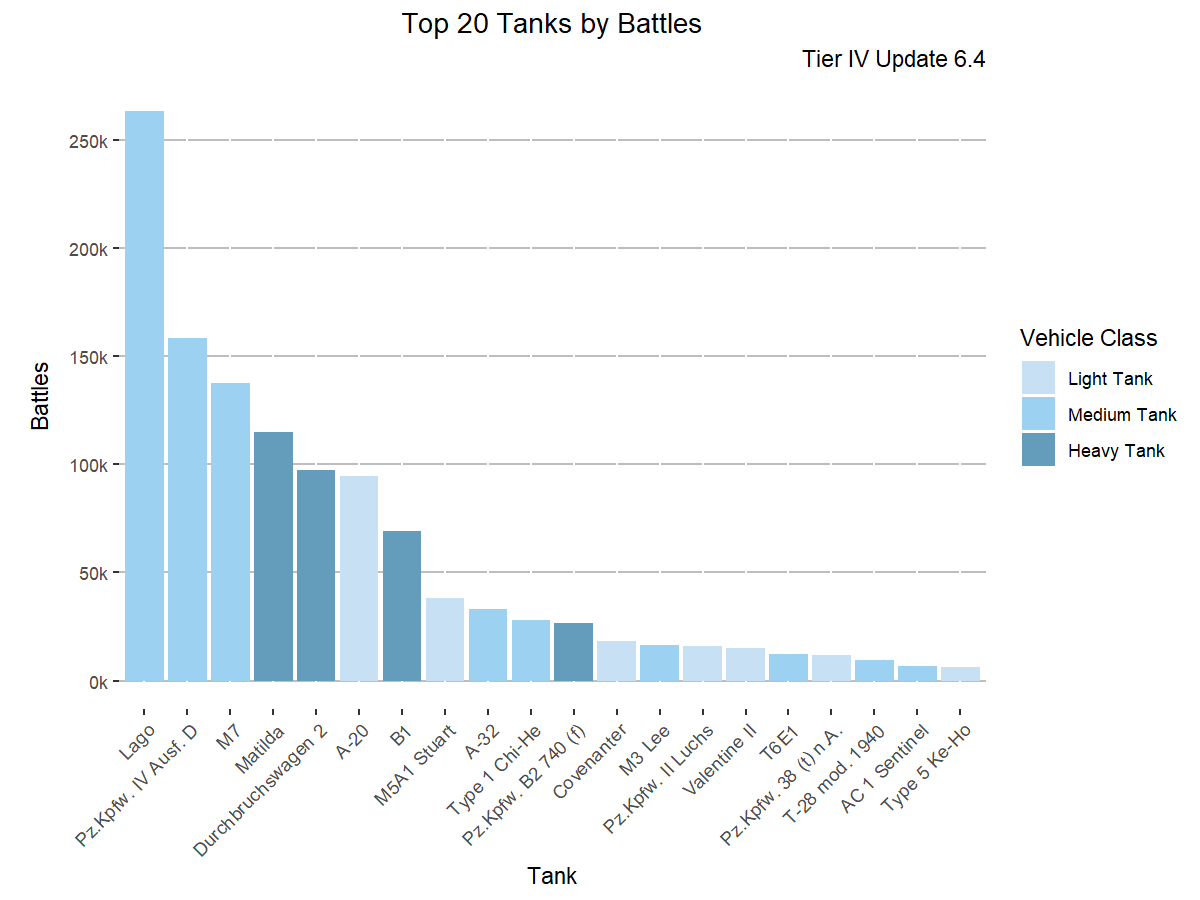 Top 20 Tanks by Battles
Tier IV Update 6.4
Battles
250k
200k
150k
100k
50k
0k
Lago
Pz.Kpfw. IV Ausf. D
M7
Matilda
Durchbruchswagen 2
A-20
B1
M5A1 Stuart
A-32
Type 1 Chi-He
Pz.Kpfw. B2 740 (f)
Covenanter
M3 Lee
Pz.Kpfw. II Luchs
Valentine II
T6E1
Pz.Kpfw. 38 (t) n.A.
T-28 mod. 1940
AC 1 Sentinel
Type 5 Ke-Ho
Tank
Vehicle Class
Light Tank
Medium Tank
Heavy Tank